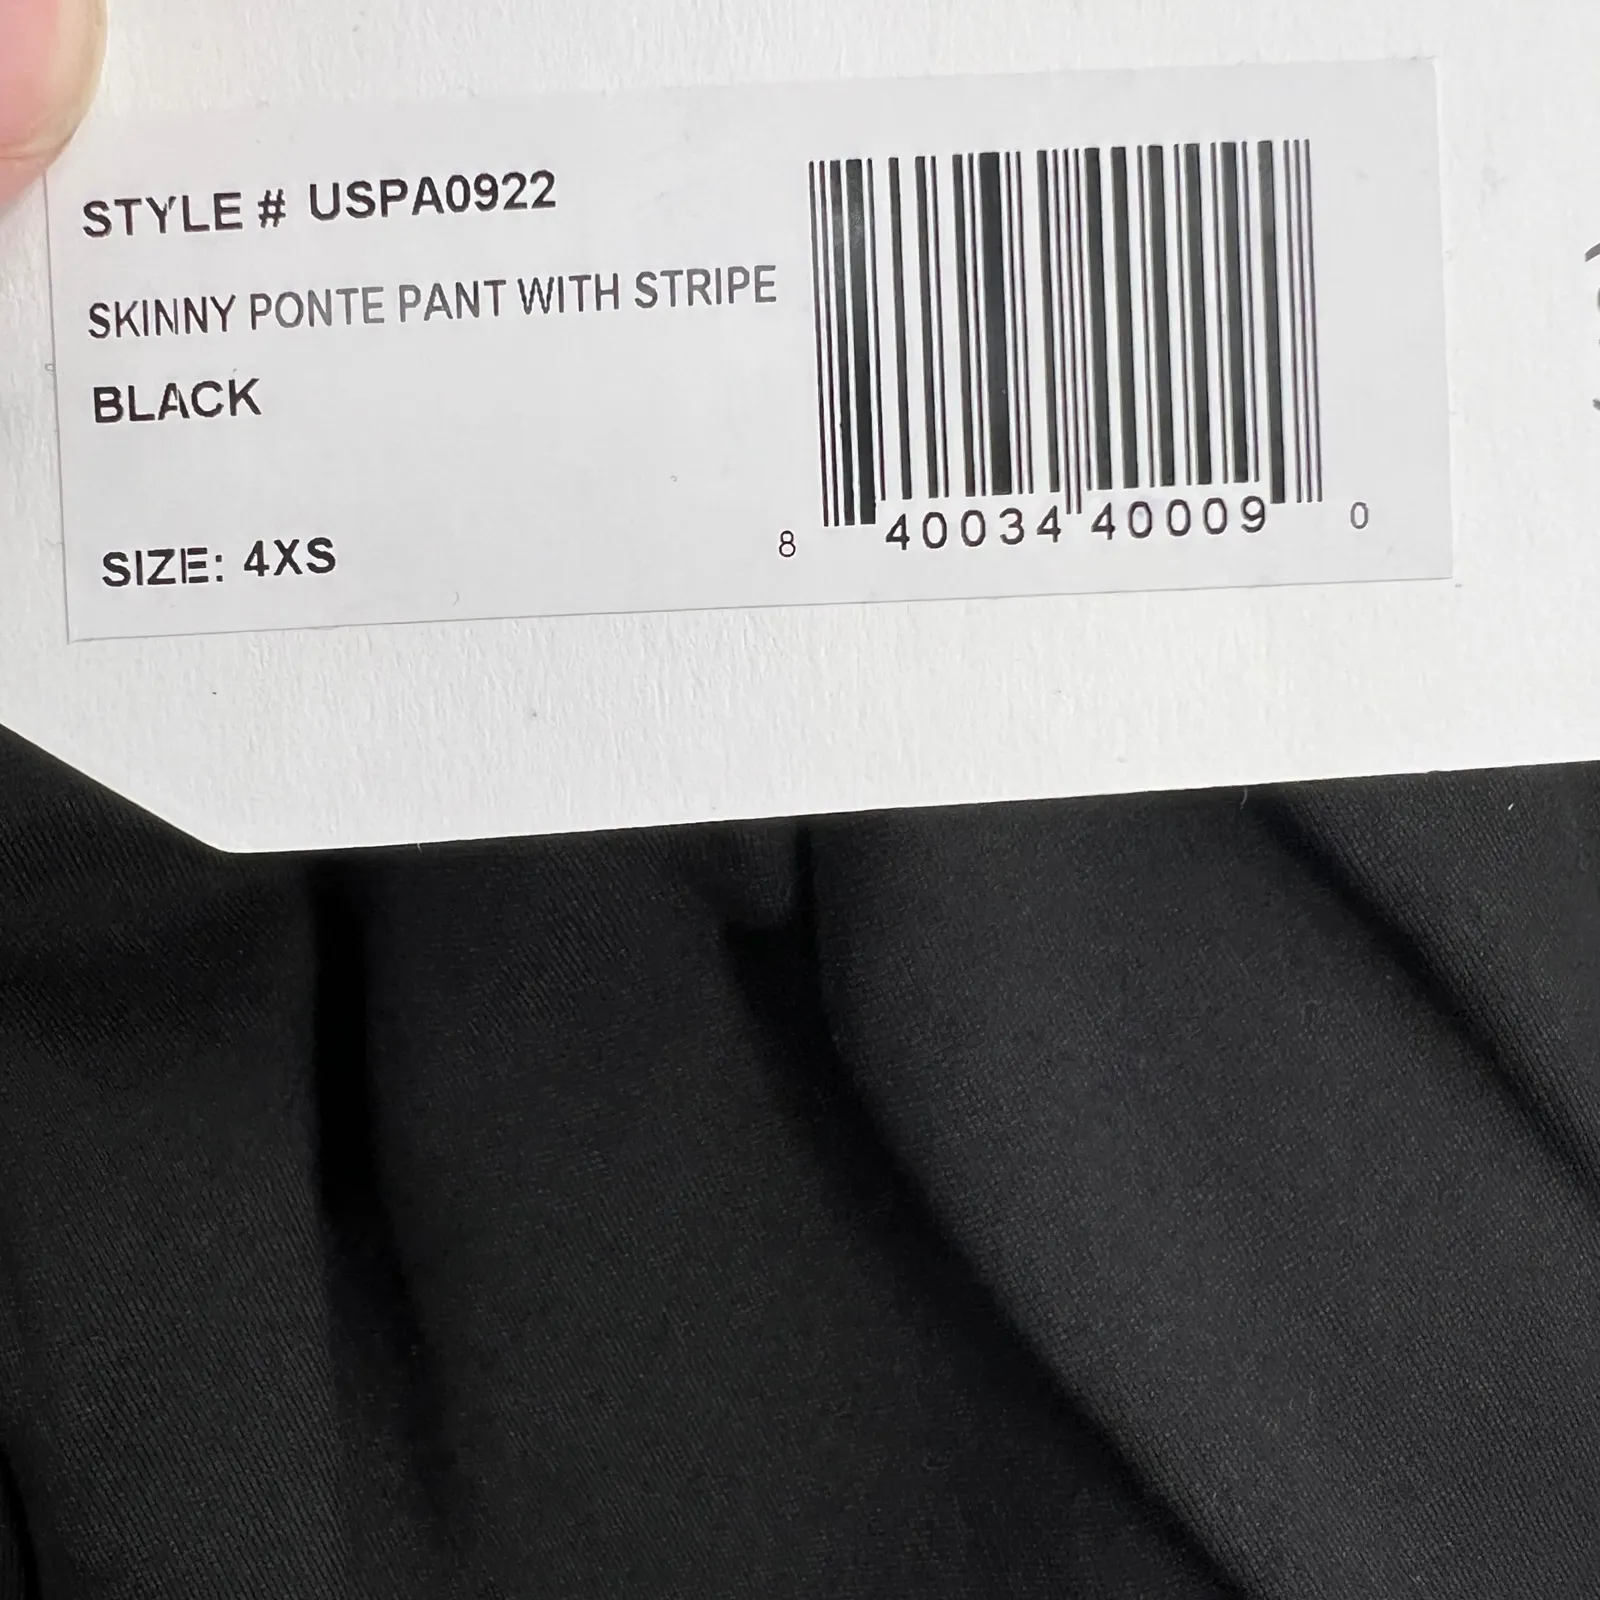 STYLE # USPA0922
SKINNY PONTE PANT WITH STRIPE
BLACK
SIZE: 4XS
8 40034 40009 0